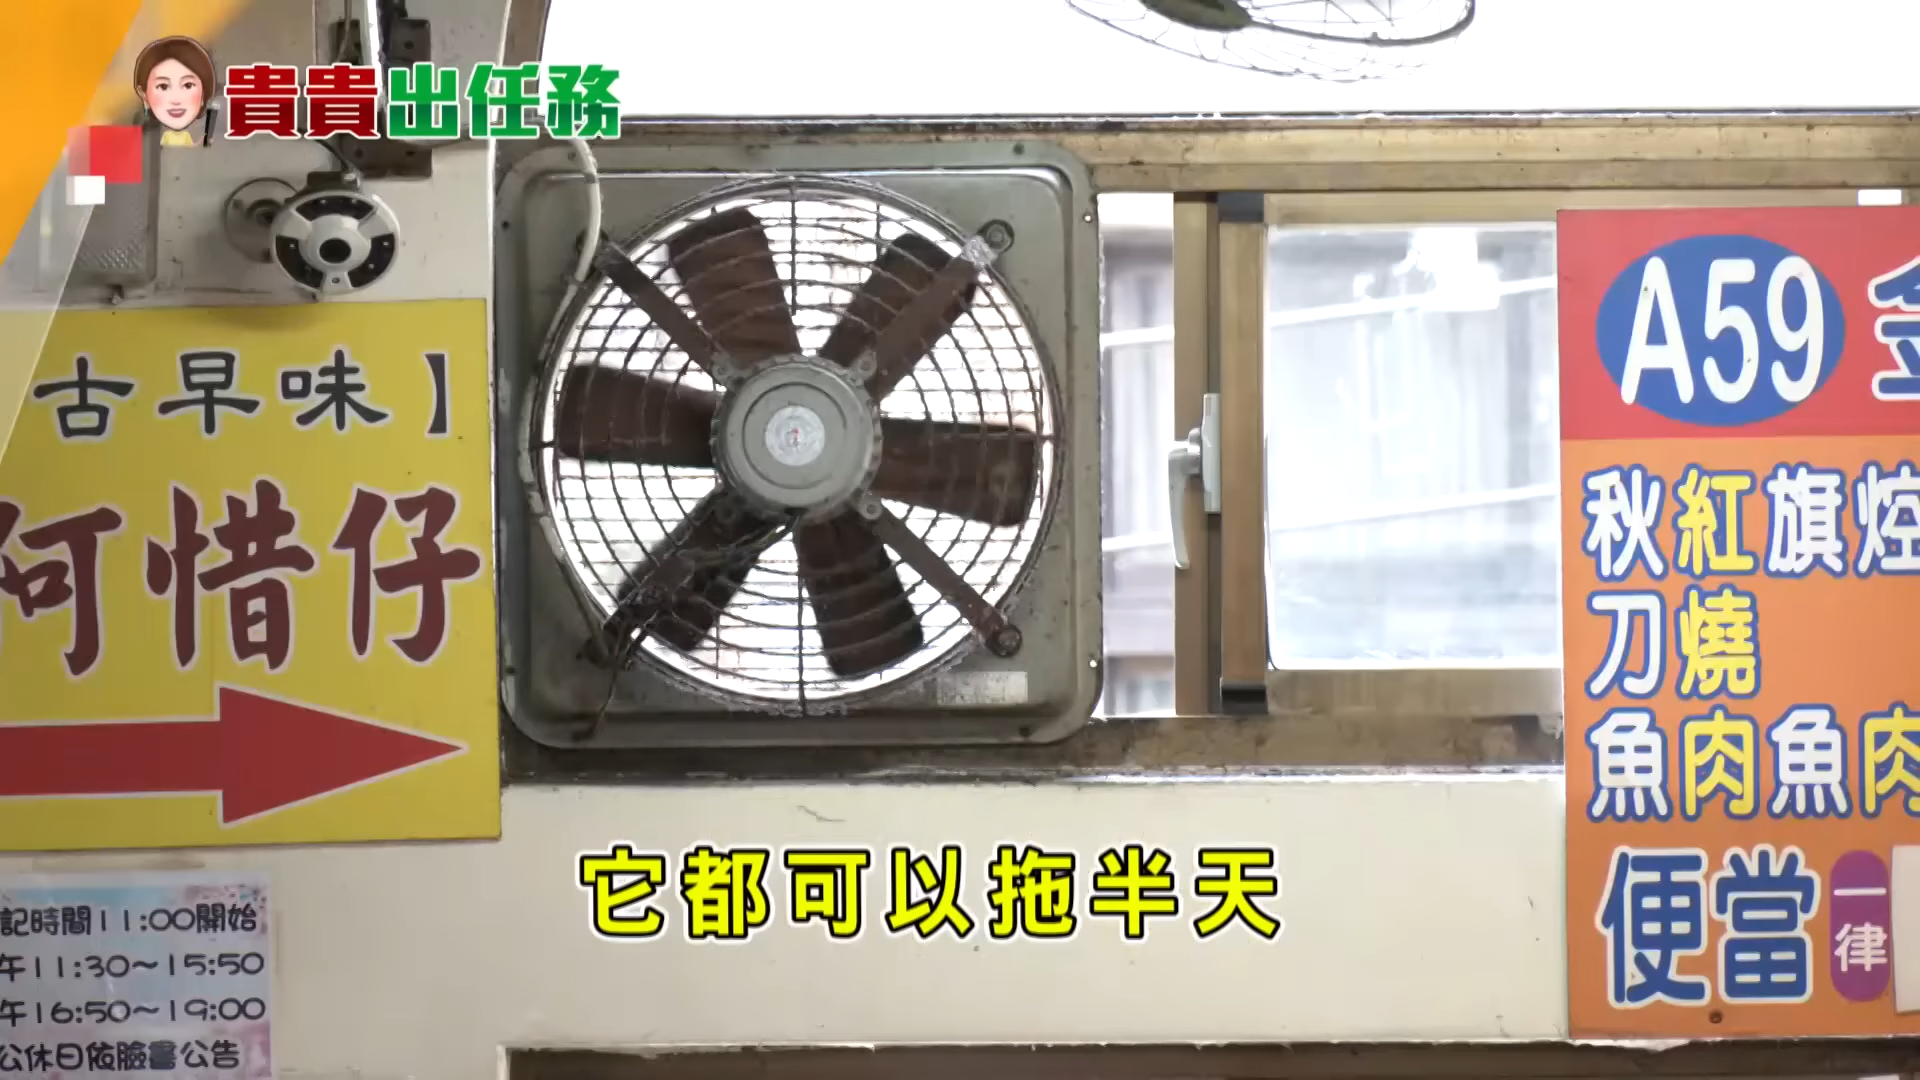 貴貴出任務
古早味】
阿惜仔
記時間11:00開始
午11:30~15:50
午16:50~19:00
公休日依臉書公告
A59
秋紅旗焢
刀燒
魚肉魚肉
便當
一律
它都可以拖半天